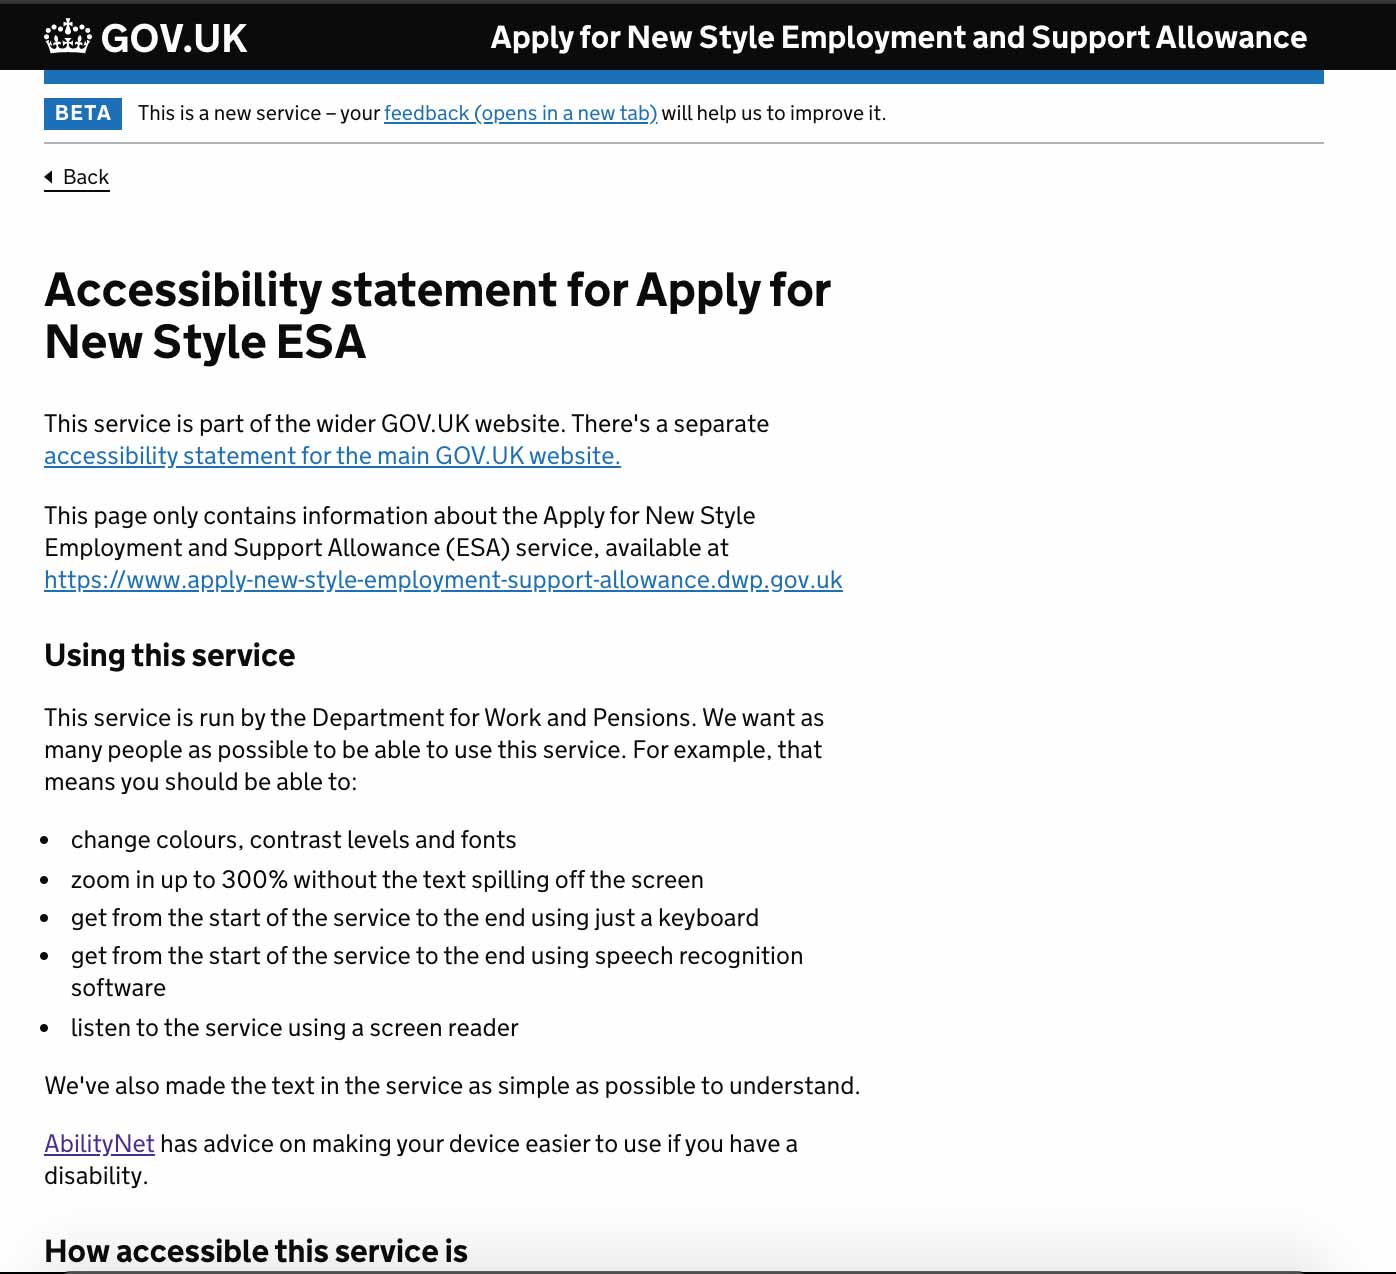 GOV.UK
Apply for New Style Employment and Support Allowance
BETA
This is a new service – your feedback (opens in a new tab) will help us to improve it.
Back
Accessibility statement for Apply for
New Style ESA
This service is part of the wider GOV.UK website. There's a separate
accessibility statement for the main GOV.UK website.
This page only contains information about the Apply for New Style
Employment and Support Allowance (ESA) service, available at
https://www.apply-new-style-employment-support-allowance.dwp.gov.uk
Using this service
This service is run by the Department for Work and Pensions. We want as
many people as possible to be able to use this service. For example, that
means you should be able to:
• change colours, contrast levels and fonts
• zoom in up to 300% without the text spilling off the screen
• get from the start of the service to the end using just a keyboard
• get from the start of the service to the end using speech recognition
software
• listen to the service using a screen reader
We've also made the text in the service as simple as possible to understand.
AbilityNet has advice on making your device easier to use if you have a
disability.
How accessible this service is